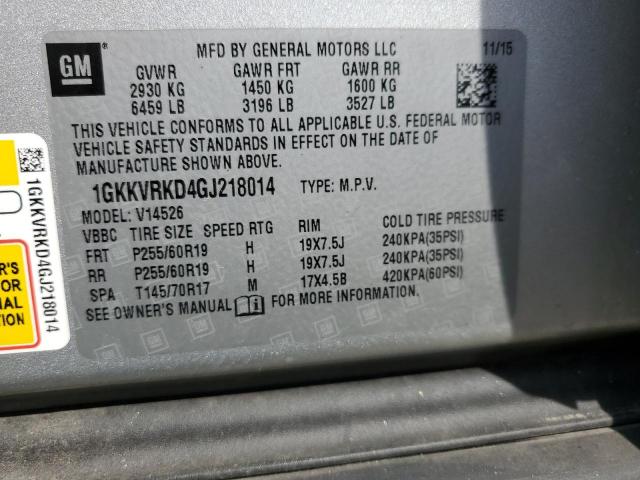 GM
MFD BY GENERAL MOTORS LLC 11/15
GVWR GAWR FRT GAWR RR
2930 KG 1450 KG 1600 KG
6459 LB 3196 LB 3527 LB
THIS VEHICLE CONFORMS TO ALL APPLICABLE U.S. FEDERAL MOTOR
VEHICLE SAFETY STANDARDS IN EFFECT ON THE DATE OF
MANUFACTURE SHOWN ABOVE.
1GKKVRKD4GJ218014 TYPE: M.P.V.
MODEL: V14526
VBBC TIRE SIZE SPEED RTG RIM COLD TIRE PRESSURE
FRT P255/60R19 H 19X7.5J 240KPA(35PSI)
RR P255/60R19 H 19X7.5J 240KPA(35PSI)
SPA T145/70R17 M 17X4.5B 420KPA(60PSI)
SEE OWNER'S MANUAL FOR MORE INFORMATION.
1GKKVRKD4GJ218014
R'S
OR
NAL
TION